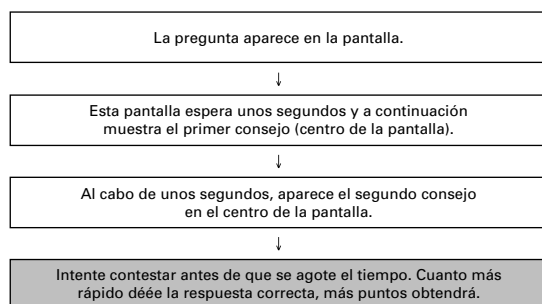 La pregunta aparece en la pantalla.
↓
Esta pantalla espera unos segundos y a continuación
muestra el primer consejo (centro de la pantalla).
↓
Al cabo de unos segundos, aparece el segundo consejo
en el centro de la pantalla.
↓
Intente contestar antes de que se agote el tiempo. Cuanto más
rápido déée la respuesta correcta, más puntos obtendrá.